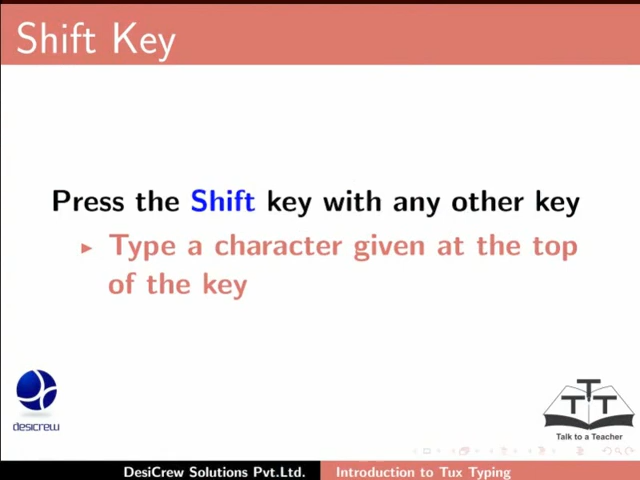 Shift Key
Press the Shift key with any other key
Type a character given at the top
of the key
desicrew
T T T
Talk to a Teacher
DesiCrew Solutions Pvt.Ltd. Introduction to Tux Typing